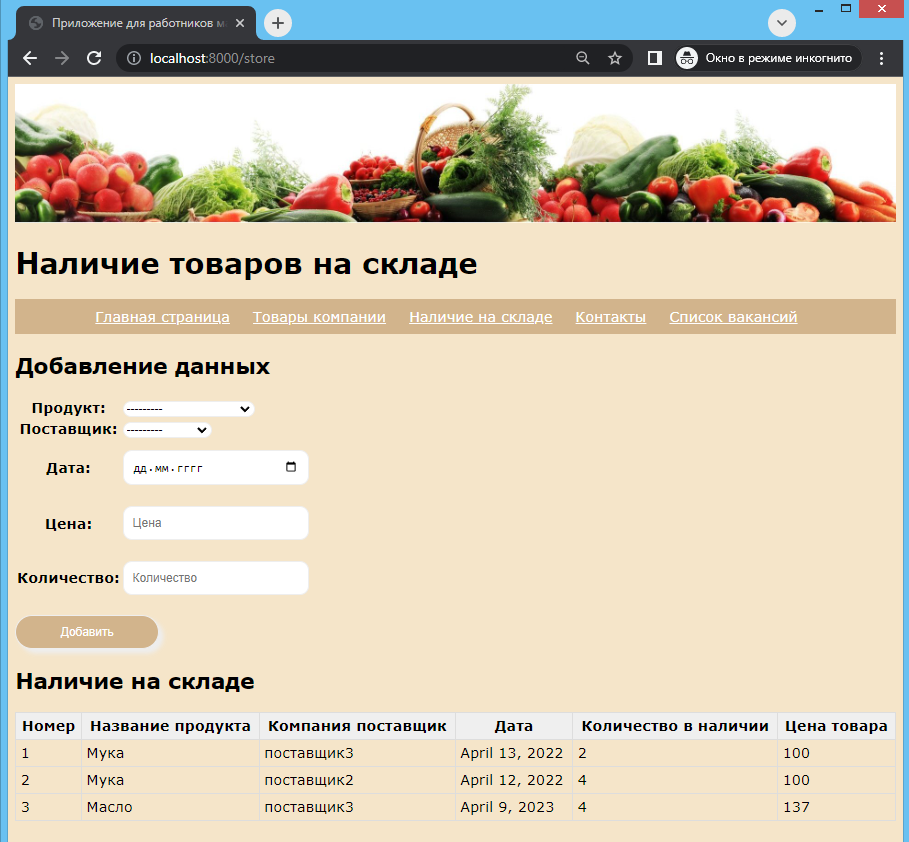 Приложение для работников м
localhost:8000/store
Окно в режиме инкогнито
Наличие товаров на складе
Главная страница Товары компании Наличие на складе Контакты Список вакансий
Добавление данных
Продукт: ---------
Поставщик: ---------
Дата: дд.мм.гггг
Цена: Цена
Количество: Количество
Добавить
Наличие на складе
Номер Название продукта Компания поставщик Дата Количество в наличии Цена товара
1 Мука поставщик3 April 13, 2022 2 100
2 Мука поставщик2 April 12, 2022 4 100
3 Масло поставщик3 April 9, 2023 4 137